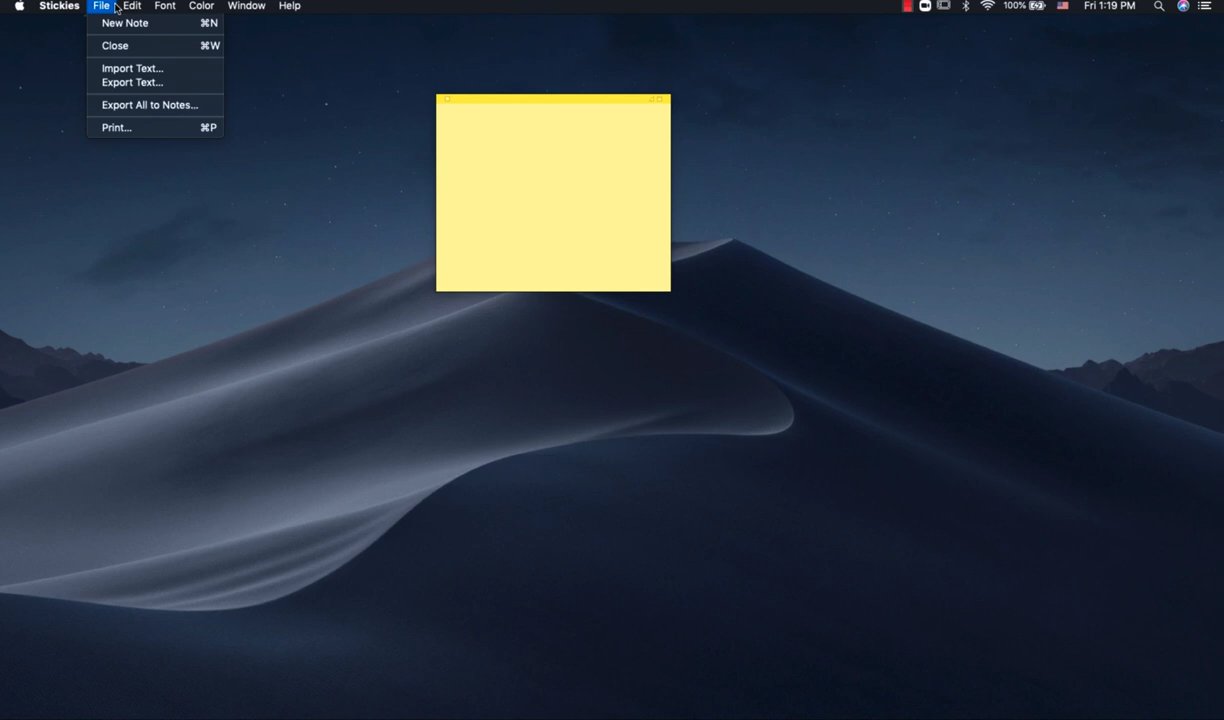 Stickies File Edit Font Color Window Help 100% Fri 1:19 PM
New Note ⌘N
Close ⌘W
Import Text...
Export Text...
Export All to Notes...
Print... ⌘P